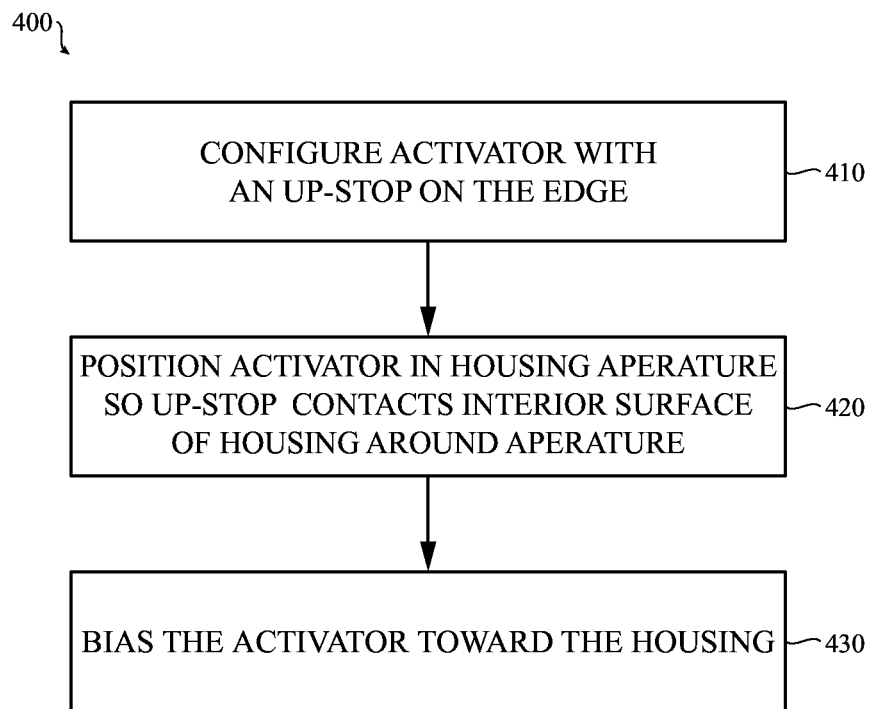 400
CONFIGURE ACTIVATOR WITH
AN UP-STOP ON THE EDGE
410
POSITION ACTIVATOR IN HOUSING APERATURE
SO UP-STOP CONTACTS INTERIOR SURFACE
OF HOUSING AROUND APERATURE
420
BIAS THE ACTIVATOR TOWARD THE HOUSING
430